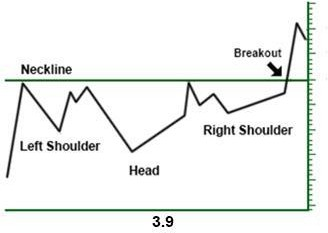 Breakout
Neckline
Left Shoulder
Right Shoulder
Head
3.9